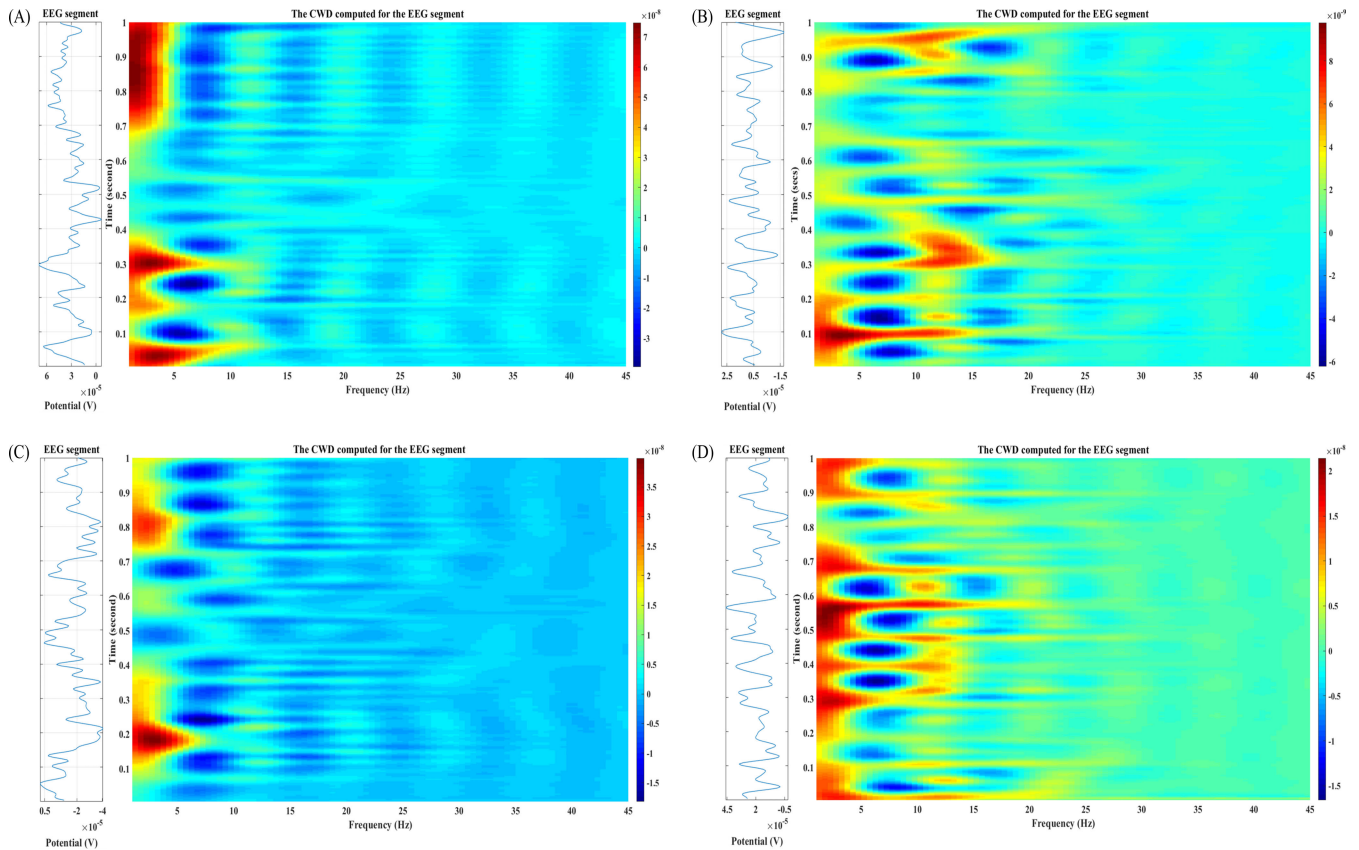 (A)
EEG segment
The CWD computed for the EEG segment
×10⁻⁸
1
0.9
0.8
0.7
0.6
0.5
0.4
0.3
0.2
0.1
Time (second)
7
6
5
4
3
2
1
0
-1
-2
-3
6 3 0
×10⁻⁵
Potential (V)
5 10 15 20 25 30 35 40 45
Frequency (Hz)
(B)
EEG segment
The CWD computed for the EEG segment
×10⁻⁹
1
0.9
0.8
0.7
0.6
0.5
0.4
0.3
0.2
0.1
Time (secs)
8
6
4
2
0
-2
-4
-6
2.5 0.5 -1.5
×10⁻⁵
Potential (V)
5 10 15 20 25 30 35 40 45
Frequency (Hz)
(C)
EEG segment
The CWD computed for the EEG segment
×10⁻⁸
1
0.9
0.8
0.7
0.6
0.5
0.4
0.3
0.2
0.1
Time (second)
3.5
3
2.5
2
1.5
1
0.5
0
-0.5
-1
-1.5
0.5 -2 -4
×10⁻⁵
Potential (V)
5 10 15 20 25 30 35 40 45
Frequency (Hz)
(D)
EEG segment
The CWD computed for the EEG segment
×10⁻⁸
1
0.9
0.8
0.7
0.6
0.5
0.4
0.3
0.2
0.1
Time (second)
2
1.5
1
0.5
0
-0.5
-1
-1.5
4.5 2 -0.5
×10⁻⁵
Potential (V)
5 10 15 20 25 30 35 40 45
Frequency (Hz)